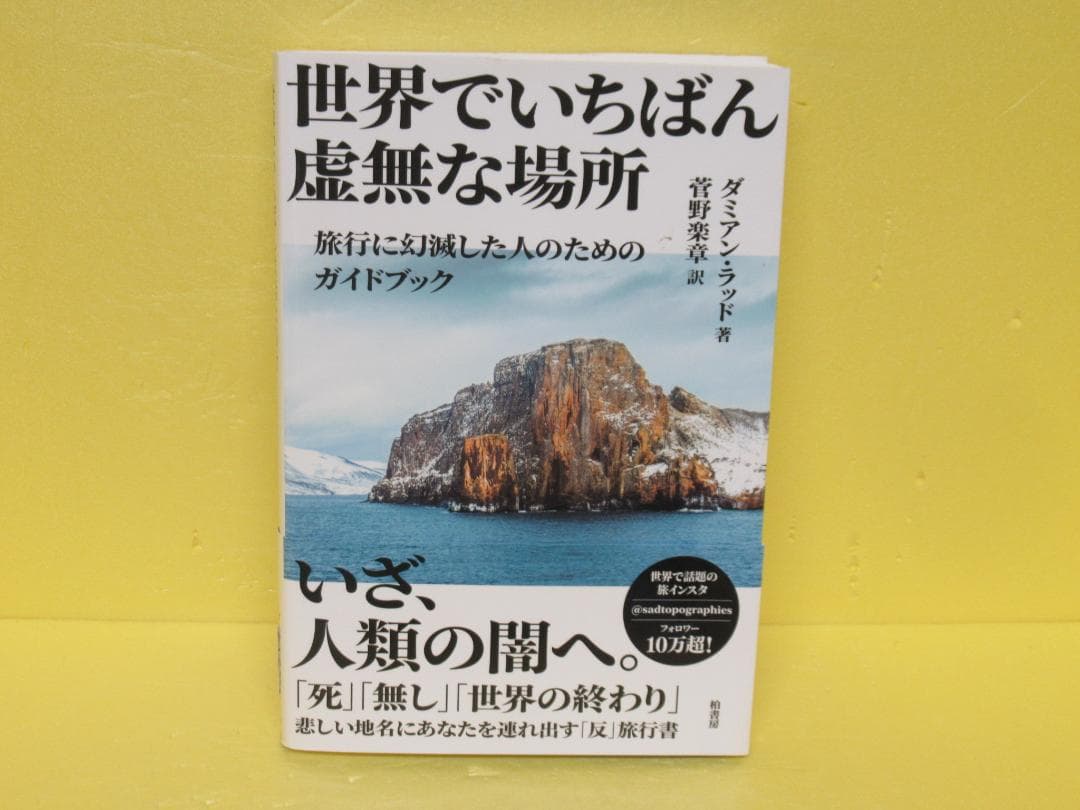 世界でいちばん
虚無な場所
旅行に幻滅した人のための
ガイドブック
ダミアン・ラッド 著
菅野楽章 訳
いざ、
人類の闇へ。
「死」「無し」「世界の終わり」
悲しい地名にあなたを連れ出す「反」旅行書
世界で話題の
旅インスタ
@sadtopographies
フォロワー
10万超!
柏書房